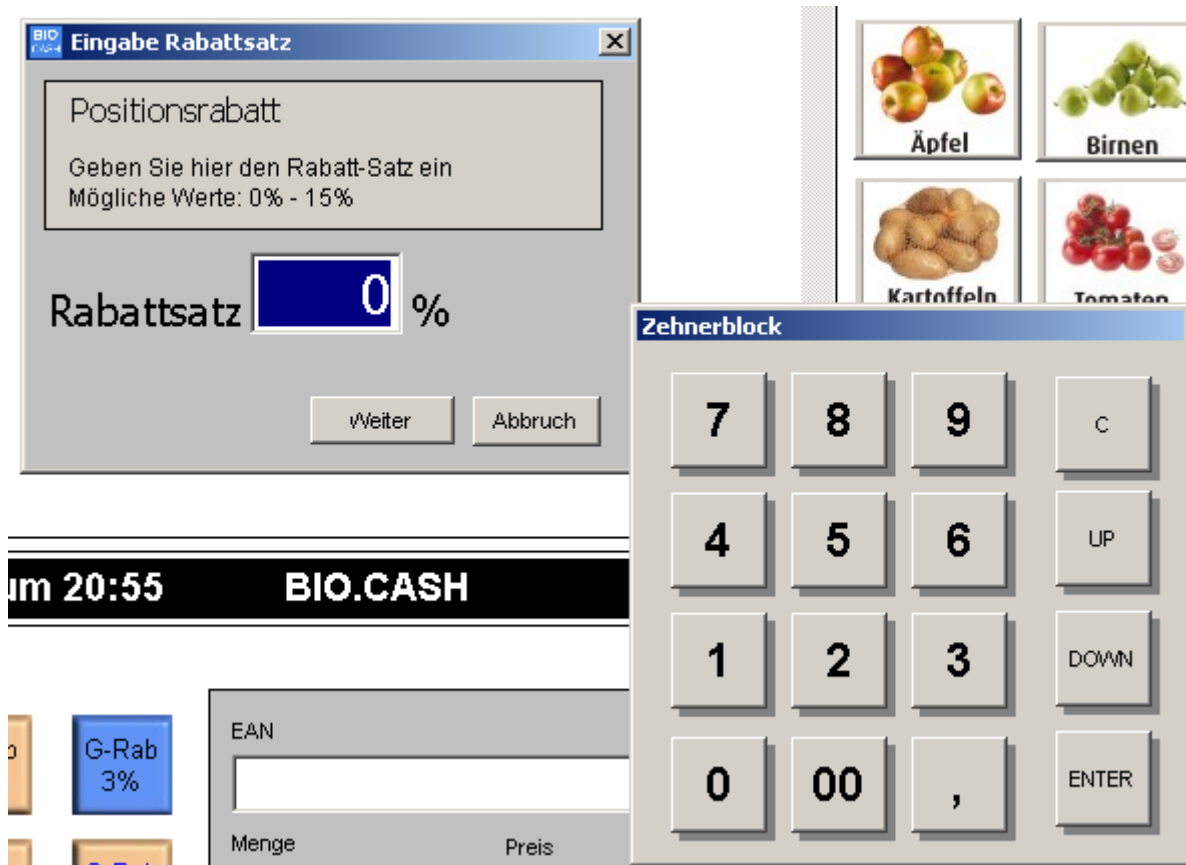 BIO
CASH
Eingabe Rabattsatz
Positionsrabatt
Geben Sie hier den Rabatt-Satz ein
Mögliche Werte: 0% - 15%
Rabattsatz 0 %
Weiter Abbruch
Äpfel Birnen
Kartoffeln Tomaten
Zehnerblock
7 8 9 C
4 5 6 UP
1 2 3 DOWN
0 00 , ENTER
um 20:55 BIO.CASH
G-Rab
3%
EAN
Menge Preis